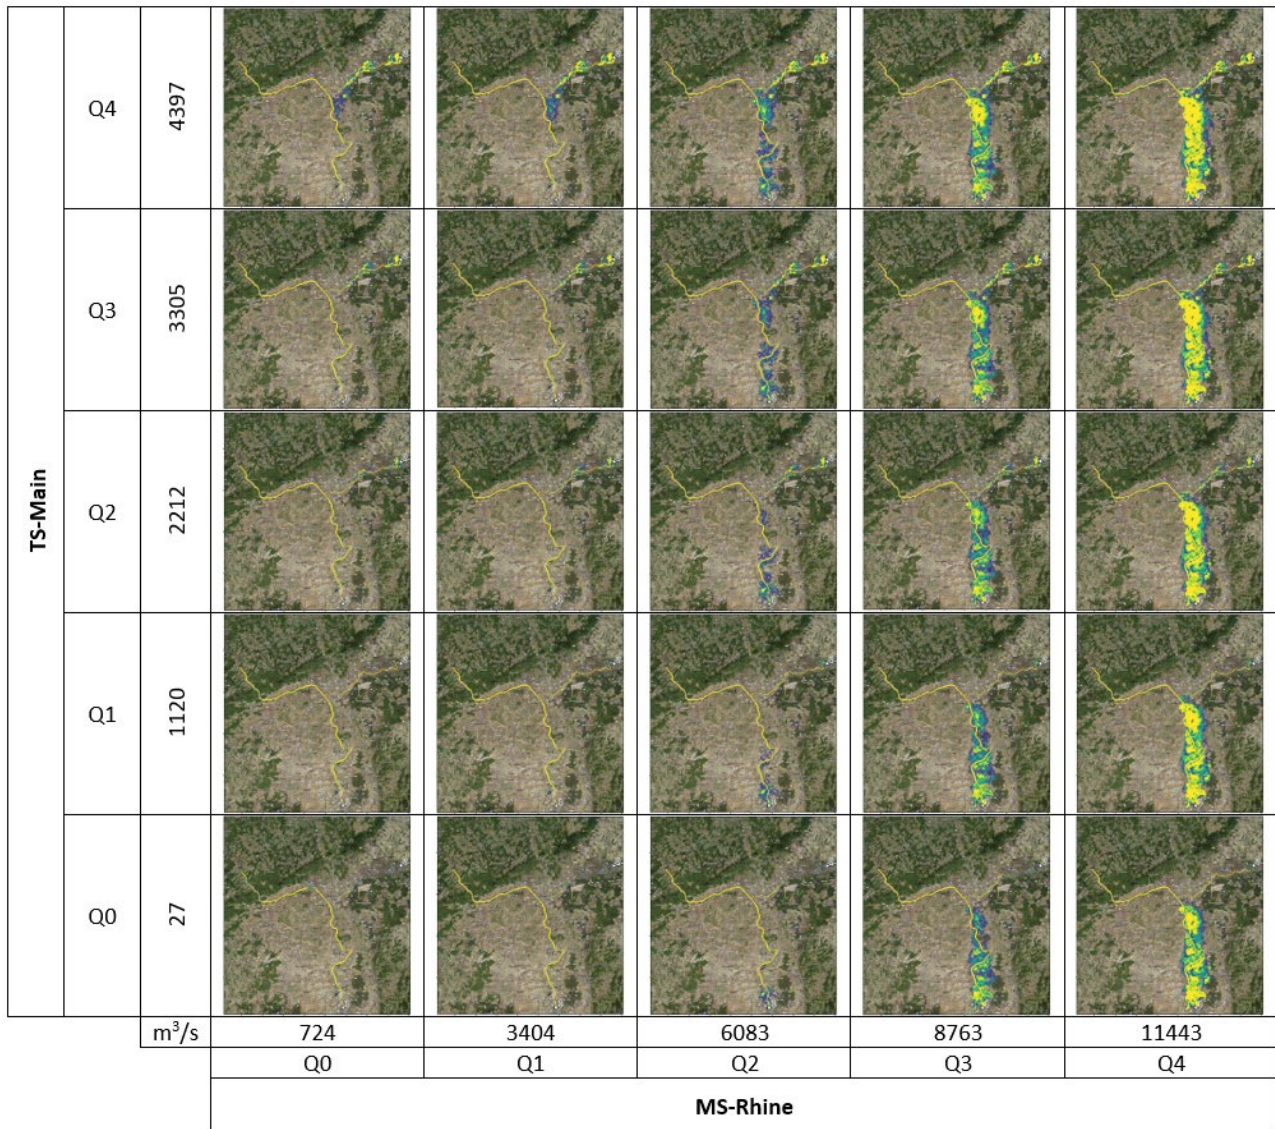 TS-Main
Q4
4397
Q3
3305
Q2
2212
Q1
1120
Q0
27
m³/s
724
3404
6083
8763
11443
Q0
Q1
Q2
Q3
Q4
MS-Rhine